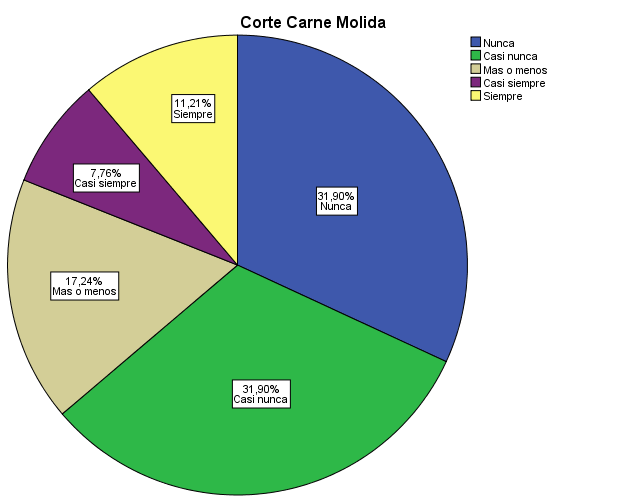 Corte Carne Molida
Nunca
Casi nunca
Mas o menos
Casi siempre
Siempre
11,21%
Siempre
7,76%
Casi siempre
31,90%
Nunca
17,24%
Mas o menos
31,90%
Casi nunca